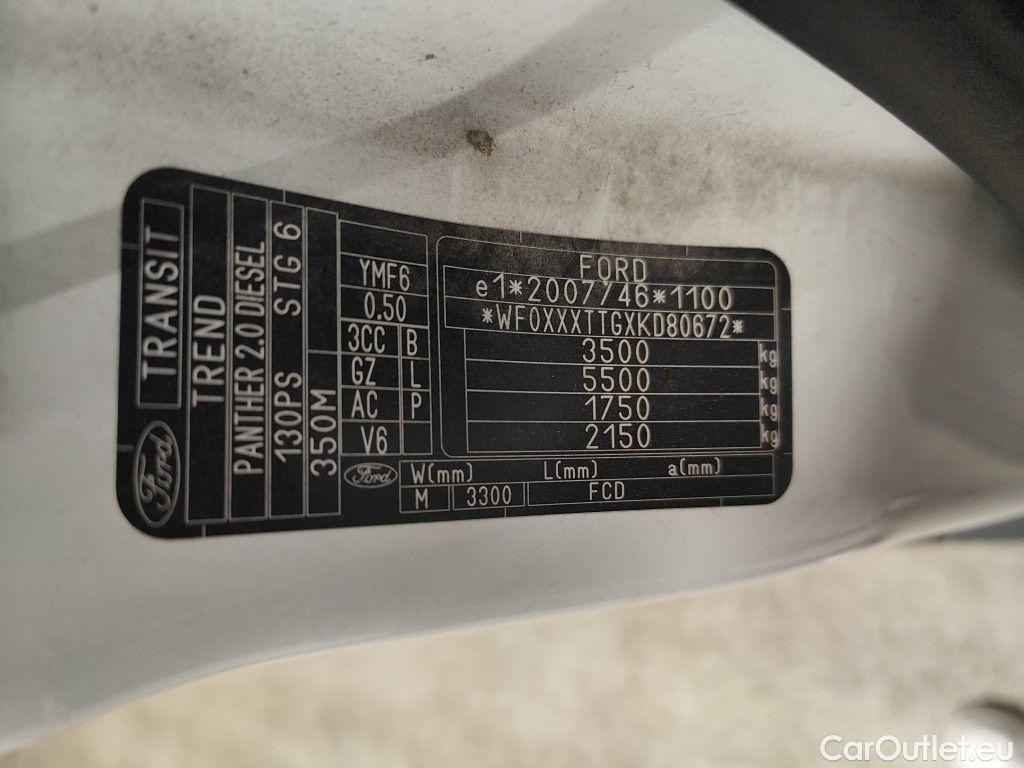 TRANSIT
TREND
PANTHER 2.0 DIESEL
130PS STG 6
350M
Ford
YMF6
0.50
3CC B
GZ L
AC P
V6
Ford
FORD
e1*2007/46*1100
*WF0XXXTTGXKD80672*
3500 kg
5500 kg
1750 kg
2150 kg
W(mm) L(mm) a(mm)
M 3300 FCD
CarOutlet.eu